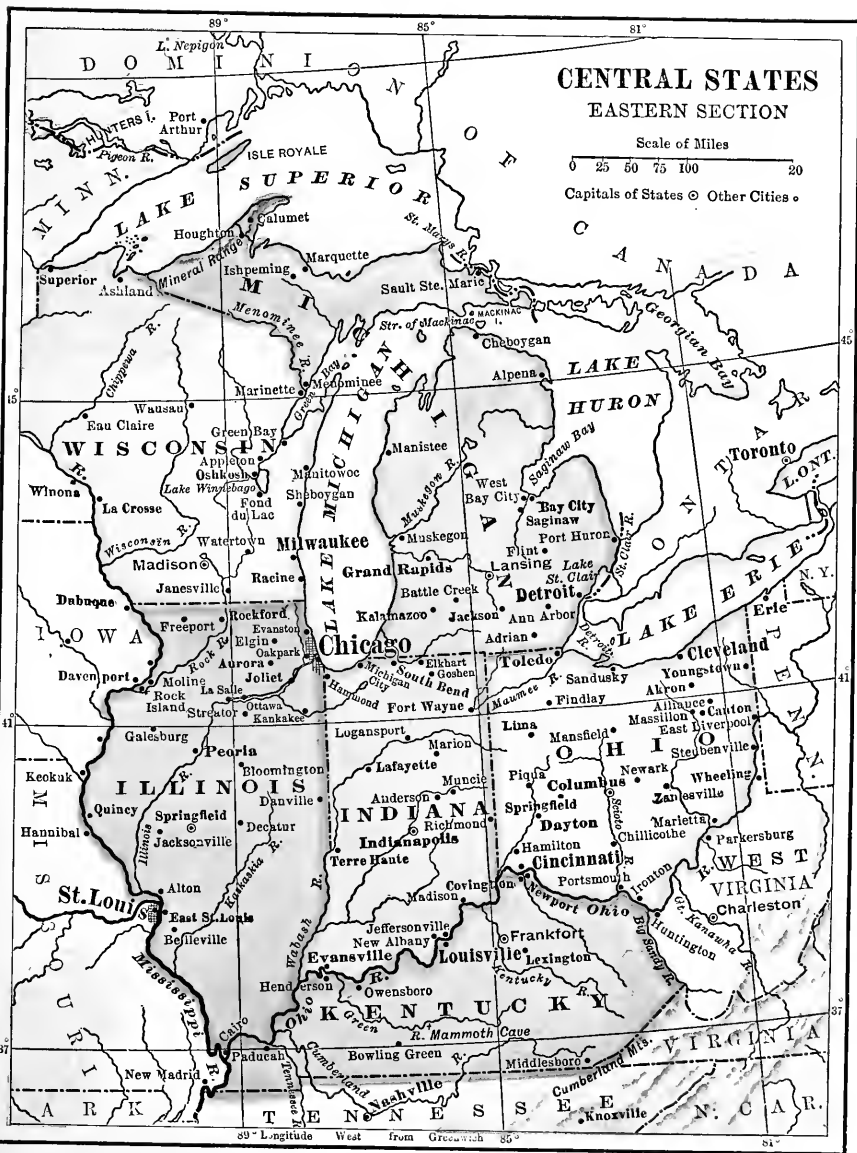 89°
85°
81°
L. Nepigon
DOMINION OF CANADA
CENTRAL STATES
EASTERN SECTION
Scale of Miles
0 25 50 75 100 20
Capitals of States ⊙ Other Cities
HUNTERS I.
Port Arthur
Pigeon R.
ISLE ROYALE
MINN.
LAKE SUPERIOR
Calumet
Houghton
Mineral Range
St. Marys R.
Superior
Ashland
Ishpeming
Marquette
Sault Ste. Marie
MICHIGAN
Menominee R.
Str. of Mackinac
MACKINAC I.
Cheboygan
Georgian Bay
45°
Chippewa R.
Green Bay
Alpena
LAKE HURON
Marinette
Menominee
45°
Wausau
Eau Claire
WISCONSIN
Green Bay
Appleton
Oshkosh
Manitowoc
Manistee
Saginaw Bay
Toronto
ONTAR
L. ONT.
Winona
R.
Lake Winnebago
Sheboygan
LAKE MICHIGAN
Muskegon R.
West Bay City
Bay City
La Crosse
Fond du Lac
Saginaw
Wisconsin R.
Watertown
Milwaukee
Muskegon
Flint
Port Huron
St. Clair R.
Madison
Grand Rapids
Lansing
Lake St. Clair
LAKE ERIE
Janesville
Racine
Battle Creek
Detroit
N.Y.
Dubuque
Kalamazoo
Jackson
Ann Arbor
Erie
IOWA
Freeport
Rockford
Evanston
Adrian
Detroit R.
Rock R.
Elgin
Oakpark
Chicago
Toledo
Cleveland
PENN.
Aurora
Elkhart
Sandusky
Youngstown
Davenport
Moline
Joliet
Michigan City
South Bend
Goshen
Maumee R.
Akron
Rock Island
La Salle
Hammond
Findlay
Alliance
Canton
41°
Streator
Ottawa
Kankakee
Fort Wayne
Massillon
East Liverpool
41°
Galesburg
Logansport
Lima
Mansfield
Peoria
Marion
OHIO
Steubenville
Keokuk
ILLINOIS
Bloomington
Lafayette
Muncie
Piqua
Columbus
Newark
Wheeling
Quincy
Danville
Anderson
Springfield
Zanesville
Springfield
INDIANA
Richmond
Scioto R.
Marietta
Hannibal
Decatur
Indianapolis
Dayton
Chillicothe
Illinois R.
Jacksonville
Hamilton
Parkersburg
Kaskaskia R.
Terre Haute
Cincinnati
WEST VIRGINIA
Alton
Covington
Portsmouth
Ironton
St. Louis
East St. Louis
Madison
Newport
Ohio R.
Charleston
Belleville
Wabash R.
Jeffersonville
Gt. Kanawha R.
New Albany
Frankfort
Huntington
MISSOURI
Mississippi R.
Evansville
Louisville
Lexington
Big Sandy R.
Henderson
Kentucky R.
Owensboro
Ohio R.
KENTUCKY
Green R.
Cairo
Mammoth Cave
VIRGINIA
37°
Paducah
Bowling Green
37°
New Madrid
Cumberland R.
Middlesboro
Cumberland Mts.
Tennessee R.
Nashville
ARK
TENNESSEE
N. CAR.
Knoxville
89° Longitude West from Greenwich 85° 81°